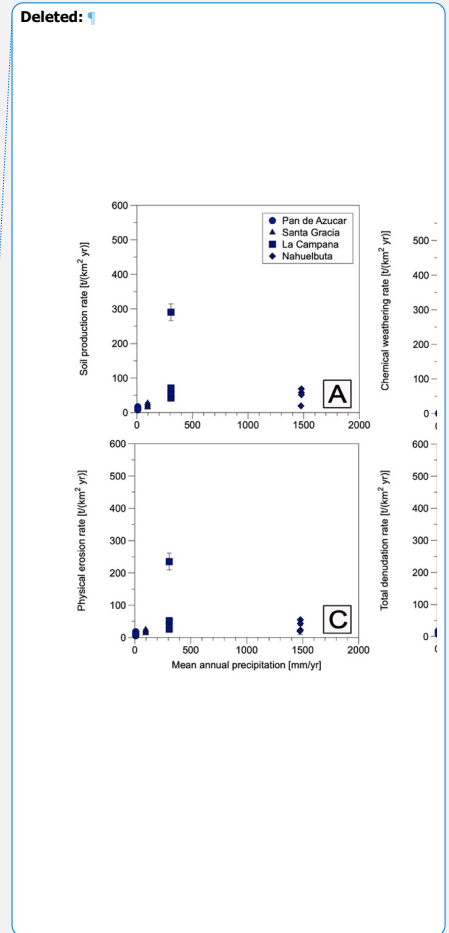 Deleted: ¶
600
500
400
300
200
100
0
Soil production rate [t/(km² yr)]
Pan de Azucar
Santa Gracia
La Campana
Nahuelbuta
A
0 500 1000 1500 2000
Chemical weathering rate [t/(km² yr)]
500
400
300
200
100
0
600
500
400
300
200
100
0
Physical erosion rate [t/(km² yr)]
C
0 500 1000 1500 2000
Mean annual precipitation [mm/yr]
Total denudation rate [t/(km² yr)]
600
500
400
300
200
100
0